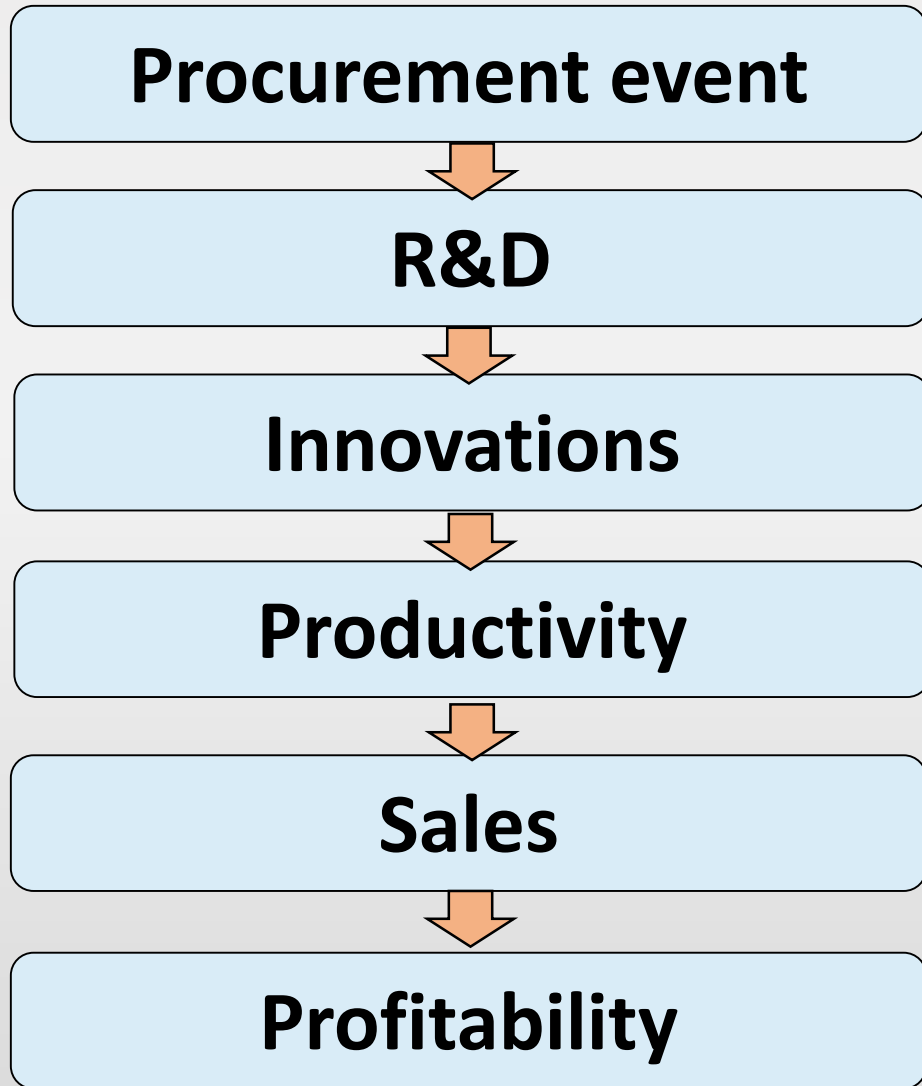 Procurement event
R&D
Innovations
Productivity
Sales
Profitability